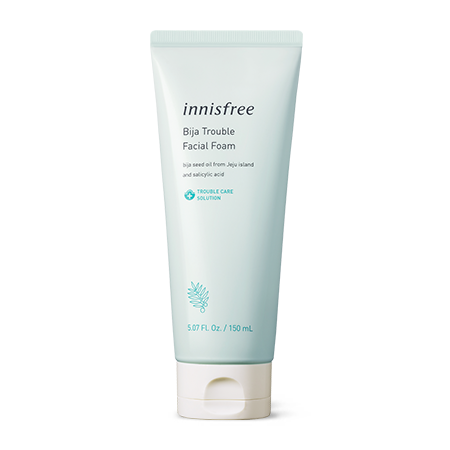 innisfree
Bija Trouble
Facial Foam
bija seed oil from Jeju island
and salicylic acid
TROUBLE CARE
SOLUTION
5.07 Fl. Oz. / 150 mL